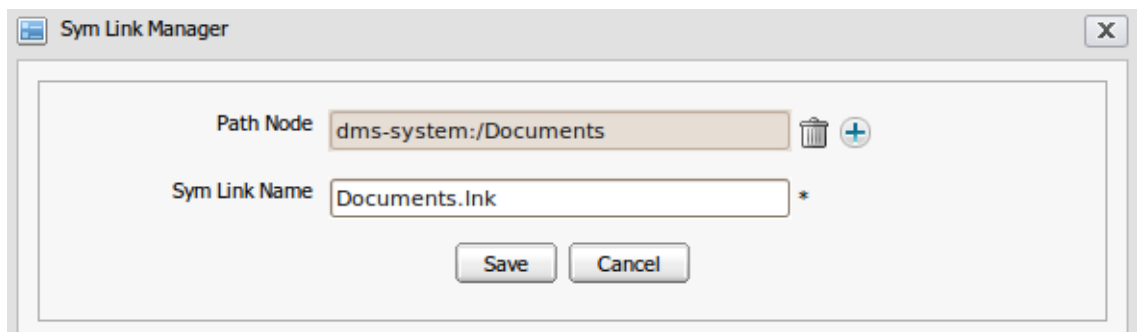 Sym Link Manager X
Path Node dms-system:/Documents
Sym Link Name Documents.lnk *
Save Cancel